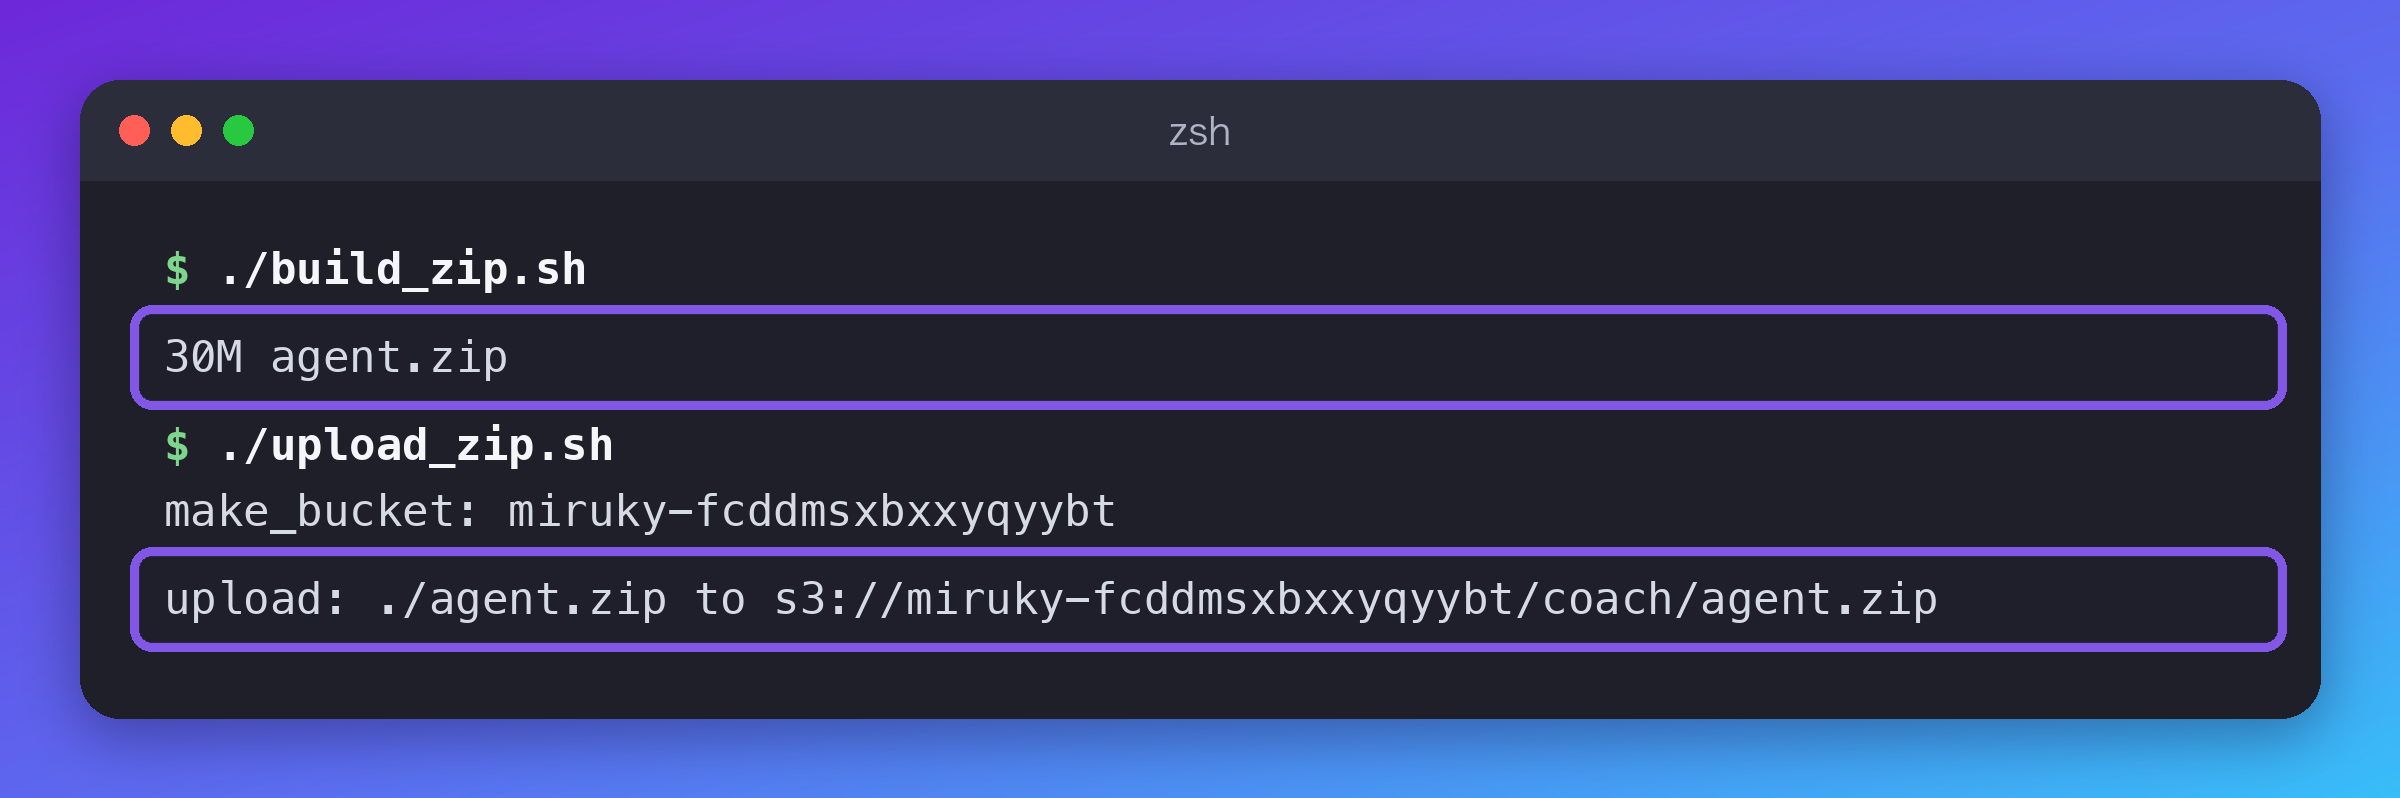 zsh
$ ./build_zip.sh
30M agent.zip
$ ./upload_zip.sh
make_bucket: miruky-fcddmsxbxxyqyybt
upload: ./agent.zip to s3://miruky-fcddmsxbxxyqyybt/coach/agent.zip